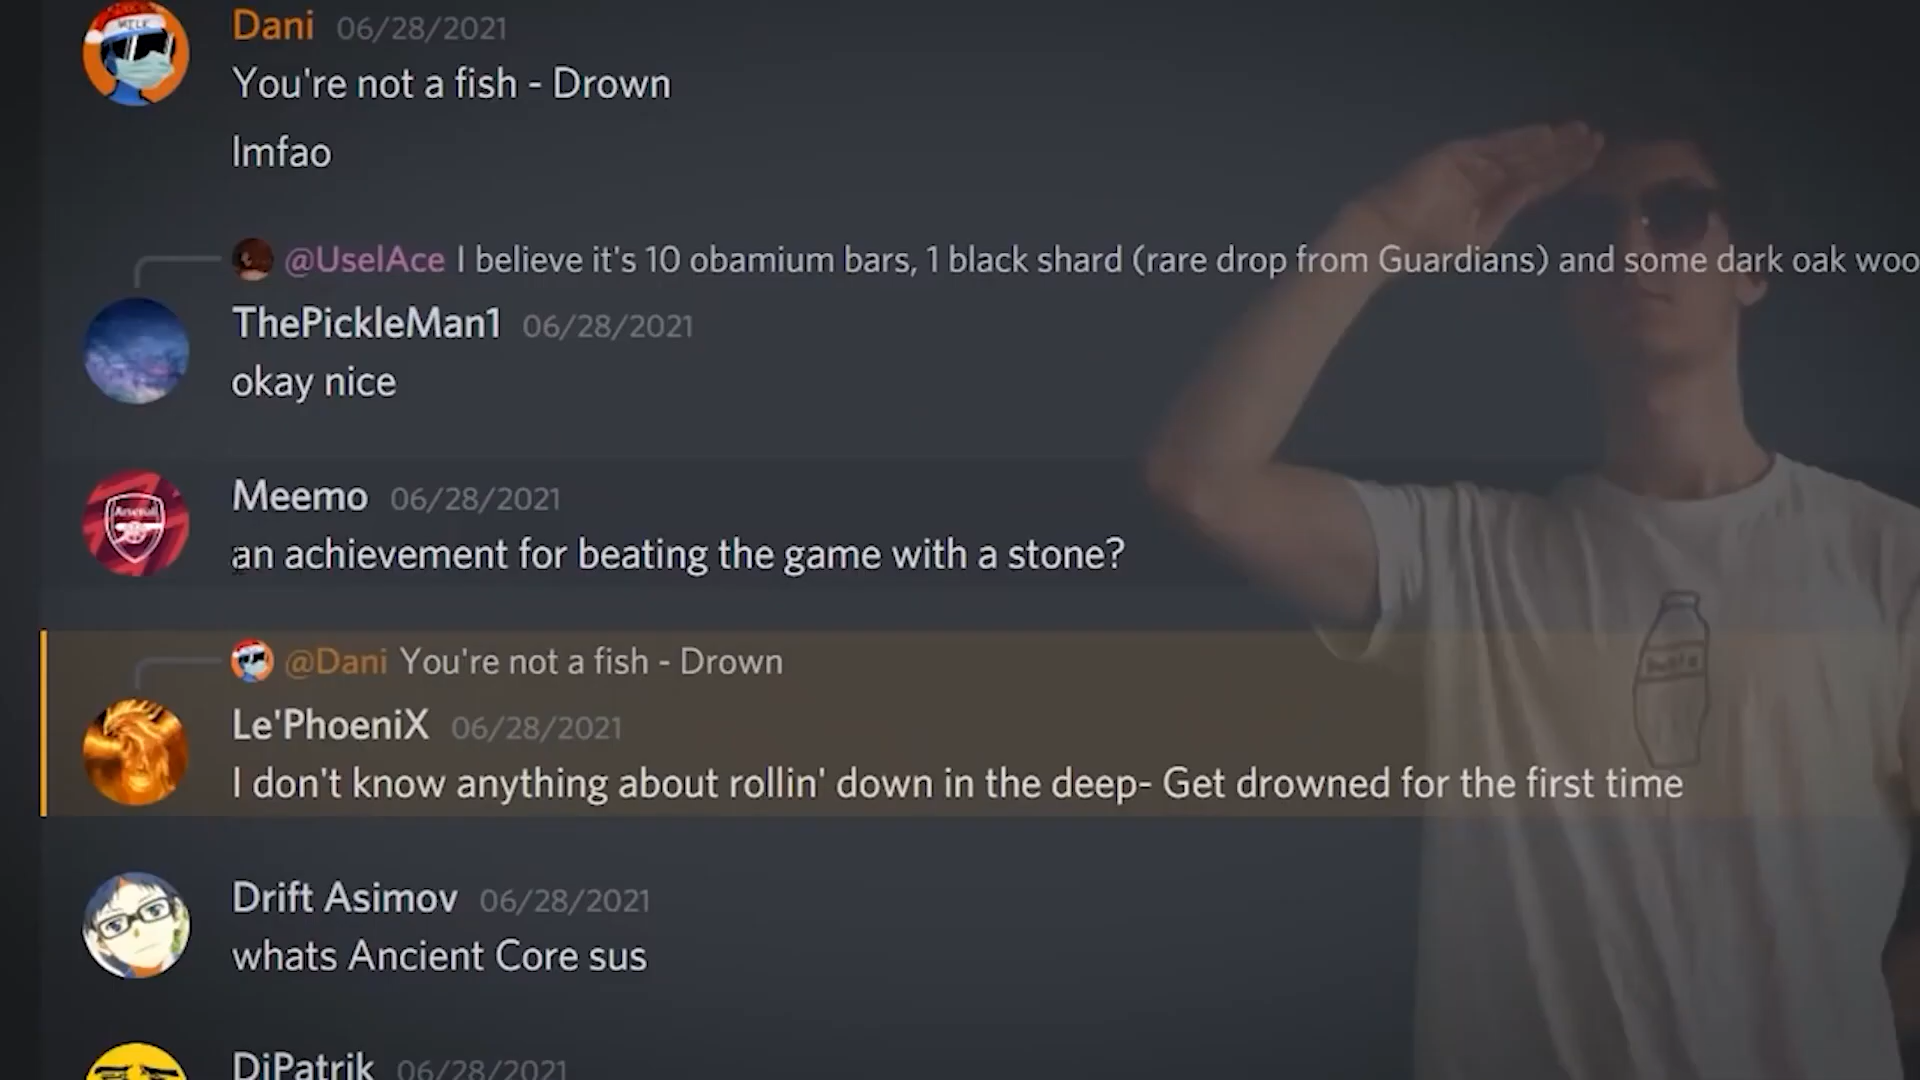 MILK
Dani 06/28/2021
You're not a fish - Drown
lmfao
@UselAce I believe it's 10 obamium bars, 1 black shard (rare drop from Guardians) and some dark oak woo
ThePickleMan1 06/28/2021
okay nice
Arsenal
Meemo 06/28/2021
an achievement for beating the game with a stone?
@Dani You're not a fish - Drown
Le'PhoeniX 06/28/2021
I don't know anything about rollin' down in the deep- Get drowned for the first time
Drift Asimov 06/28/2021
whats Ancient Core sus
DiPatrik 06/28/2021